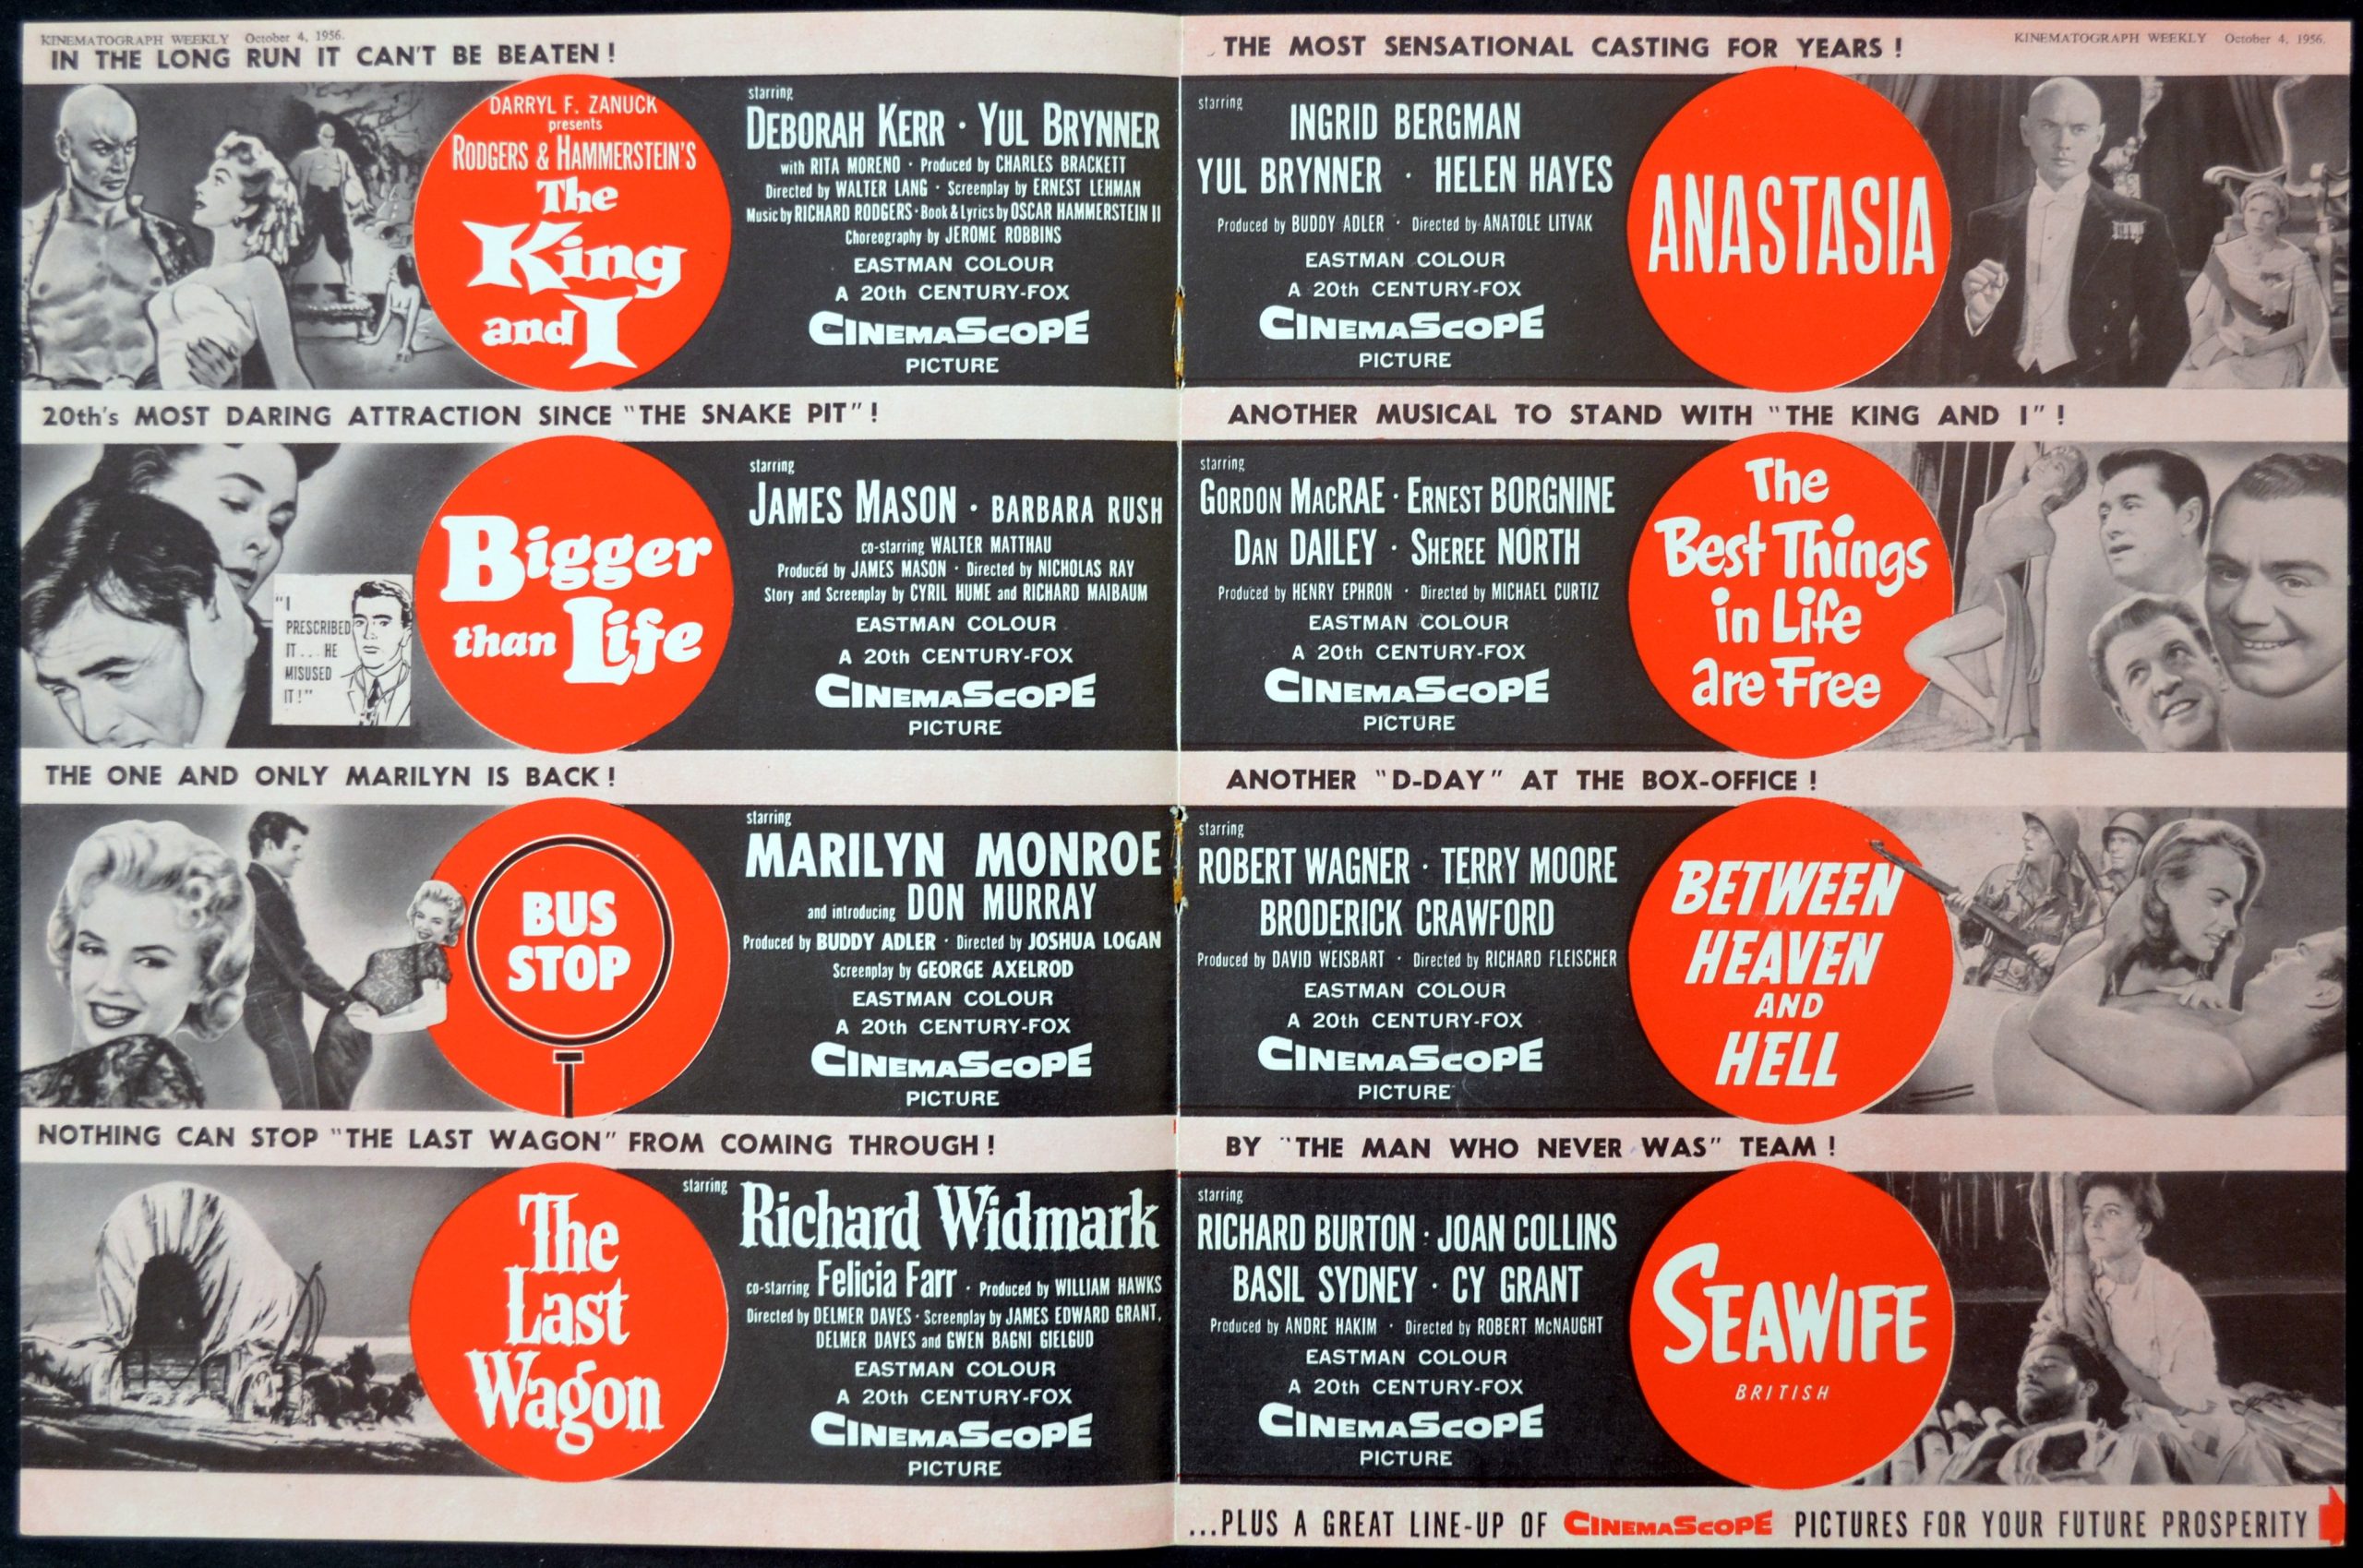 KINEMATOGRAPH WEEKLY October 4, 1956.
IN THE LONG RUN IT CAN'T BE BEATEN!
DARRYL F. ZANUCK
presents
RODGERS & HAMMERSTEIN'S
The
King
and I
starring
DEBORAH KERR · YUL BRYNNER
with RITA MORENO · Produced by CHARLES BRACKETT
Directed by WALTER LANG · Screenplay by ERNEST LEHMAN
Music by RICHARD RODGERS · Book & Lyrics by OSCAR HAMMERSTEIN II
Choreography by JEROME ROBBINS
EASTMAN COLOUR
A 20th CENTURY-FOX
CINEMASCOPE
PICTURE
20th's MOST DARING ATTRACTION SINCE "THE SNAKE PIT"!
"I
PRESCRIBED
IT... HE
MISUSED
IT!"
Bigger
than Life
starring
JAMES MASON · BARBARA RUSH
co-starring WALTER MATTHAU
Produced by JAMES MASON · Directed by NICHOLAS RAY
Story and Screenplay by CYRIL HUME and RICHARD MAIBAUM
EASTMAN COLOUR
A 20th CENTURY-FOX
CINEMASCOPE
PICTURE
THE ONE AND ONLY MARILYN IS BACK!
BUS
STOP
starring
MARILYN MONROE
and introducing DON MURRAY
Produced by BUDDY ADLER · Directed by JOSHUA LOGAN
Screenplay by GEORGE AXELROD
EASTMAN COLOUR
A 20th CENTURY-FOX
CINEMASCOPE
PICTURE
NOTHING CAN STOP "THE LAST WAGON" FROM COMING THROUGH!
The
Last
Wagon
starring
Richard Widmark
co-starring Felicia Farr · Produced by WILLIAM HAWKS
Directed by DELMER DAVES · Screenplay by JAMES EDWARD GRANT,
DELMER DAVES and GWEN BAGNI GIELGUD
EASTMAN COLOUR
A 20th CENTURY-FOX
CINEMASCOPE
PICTURE
KINEMATOGRAPH WEEKLY October 4, 1956.
THE MOST SENSATIONAL CASTING FOR YEARS!
starring
INGRID BERGMAN
YUL BRYNNER · HELEN HAYES
Produced by BUDDY ADLER · Directed by ANATOLE LITVAK
EASTMAN COLOUR
A 20th CENTURY-FOX
CINEMASCOPE
PICTURE
ANASTASIA
ANOTHER MUSICAL TO STAND WITH "THE KING AND I"!
starring
GORDON MACRAE · ERNEST BORGNINE
DAN DAILEY · SHEREE NORTH
Produced by HENRY EPHRON · Directed by MICHAEL CURTIZ
EASTMAN COLOUR
A 20th CENTURY-FOX
CINEMASCOPE
PICTURE
The
Best Things
in Life
are Free
ANOTHER "D-DAY" AT THE BOX-OFFICE!
starring
ROBERT WAGNER · TERRY MOORE
BRODERICK CRAWFORD
Produced by DAVID WEISBART · Directed by RICHARD FLEISCHER
EASTMAN COLOUR
A 20th CENTURY-FOX
CINEMASCOPE
PICTURE
BETWEEN
HEAVEN
AND
HELL
BY "THE MAN WHO NEVER WAS" TEAM!
starring
RICHARD BURTON · JOAN COLLINS
BASIL SYDNEY · CY GRANT
Produced by ANDRE HAKIM · Directed by ROBERT McNAUGHT
EASTMAN COLOUR
A 20th CENTURY-FOX
CINEMASCOPE
PICTURE
SEAWIFE
BRITISH
...PLUS A GREAT LINE-UP OF CINEMASCOPE PICTURES FOR YOUR FUTURE PROSPERITY